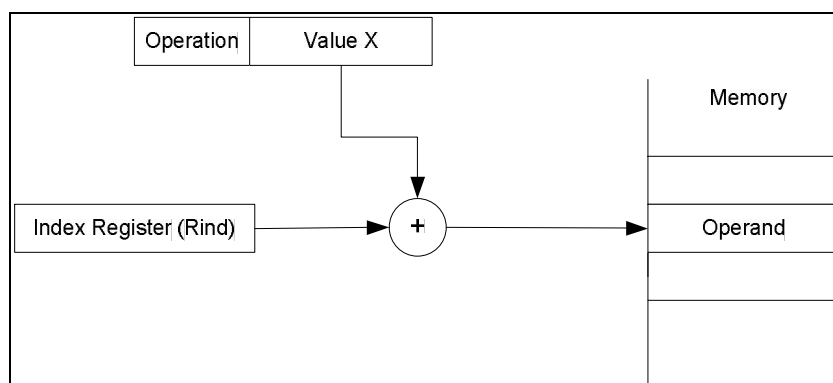 Operation
Value X
Memory
Index Register (Rind)
+
Operand